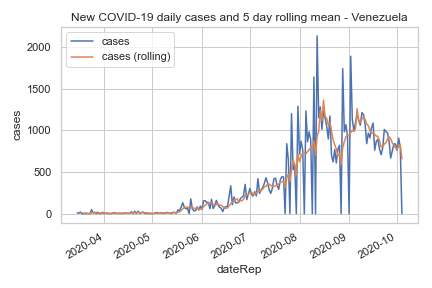 New COVID-19 daily cases and 5 day rolling mean - Venezuela
cases
cases (rolling)
2000
1500
1000
500
0
cases
2020-04
2020-05
2020-06
2020-07
2020-08
2020-09
2020-10
dateRep